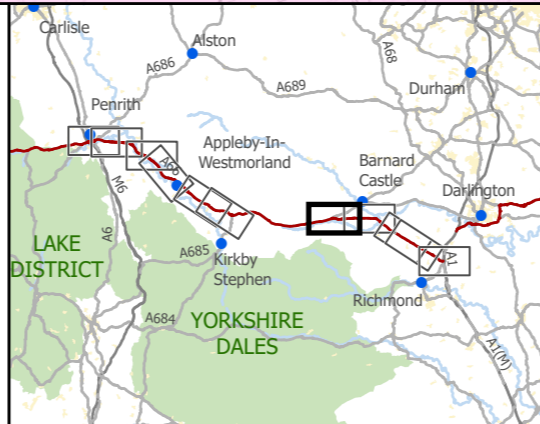 Carlisle
Alston
A68
A686
A689
Durham
Penrith
Appleby-In-
Westmorland
Barnard
Castle
A66
Darlington
M6
A6
LAKE
DISTRICT
A685
Kirkby
Stephen
A1
Richmond
A684
YORKSHIRE
DALES
A1(M)